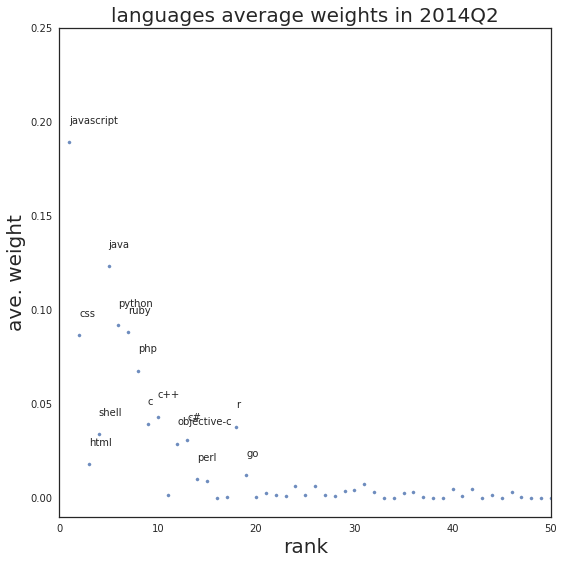 languages average weights in 2014Q2
0.25
0.20
0.15
0.10
0.05
0.00
ave. weight
javascript
java
python
ruby
css
php
c++
c
shell
c#
objective-c
r
html
perl
go
0
10
20
30
40
50
rank